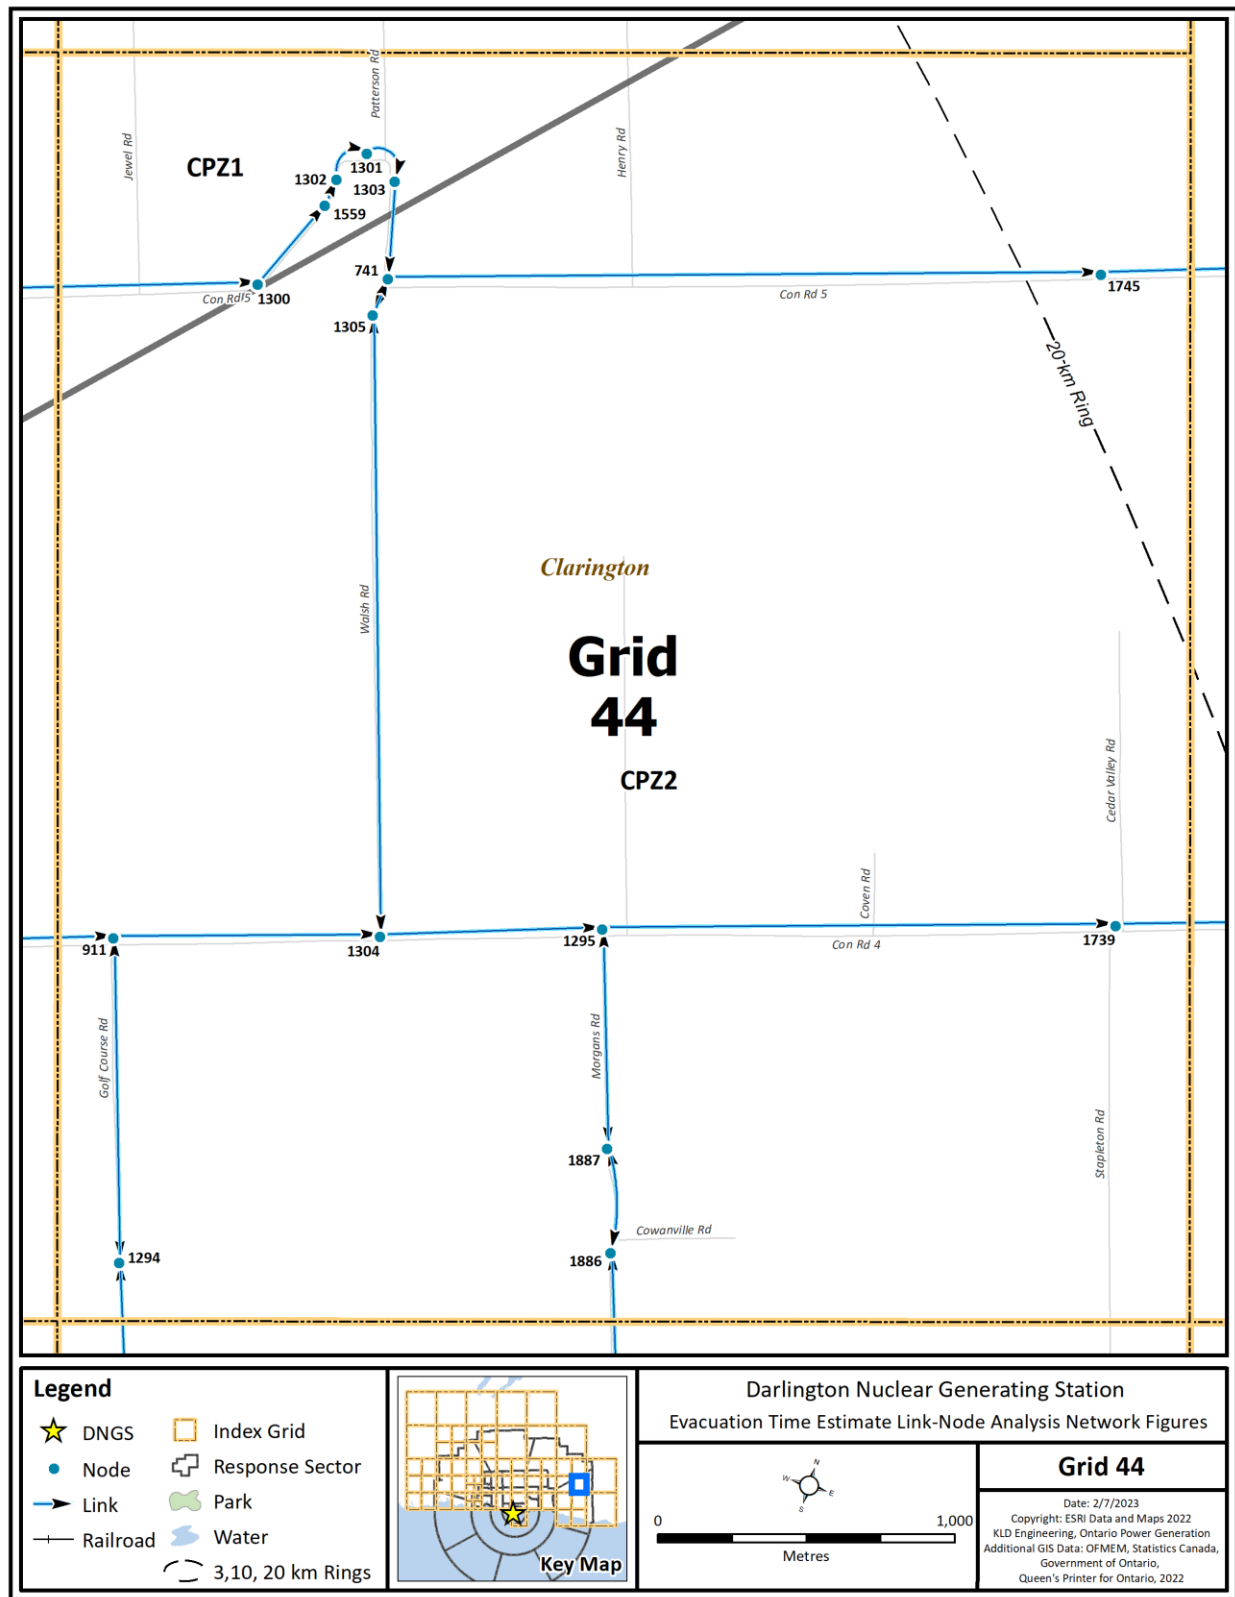 Patterson Rd
Jewel Rd
Henry Rd
CPZ1
1301
1302
1303
1559
741
Con Rd 5
1300
Con Rd 5
1745
1305
20-km Ring
Walsh Rd
Clarington
Grid
44
CPZ2
Cedar Valley Rd
Coven Rd
911
1304
1295
Con Rd 4
1739
Golf Course Rd
Morgans Rd
Stapleton Rd
1887
Cowanville Rd
1294
1886
Legend
DNGS
Node
Link
Railroad
Index Grid
Response Sector
Park
Water
3,10, 20 km Rings
Key Map
Darlington Nuclear Generating Station
Evacuation Time Estimate Link-Node Analysis Network Figures
N
W
E
S
0
1,000
Metres
Grid 44
Date: 2/7/2023
Copyright: ESRI Data and Maps 2022
KLD Engineering, Ontario Power Generation
Additional GIS Data: OFMEM, Statistics Canada,
Government of Ontario,
Queen's Printer for Ontario, 2022